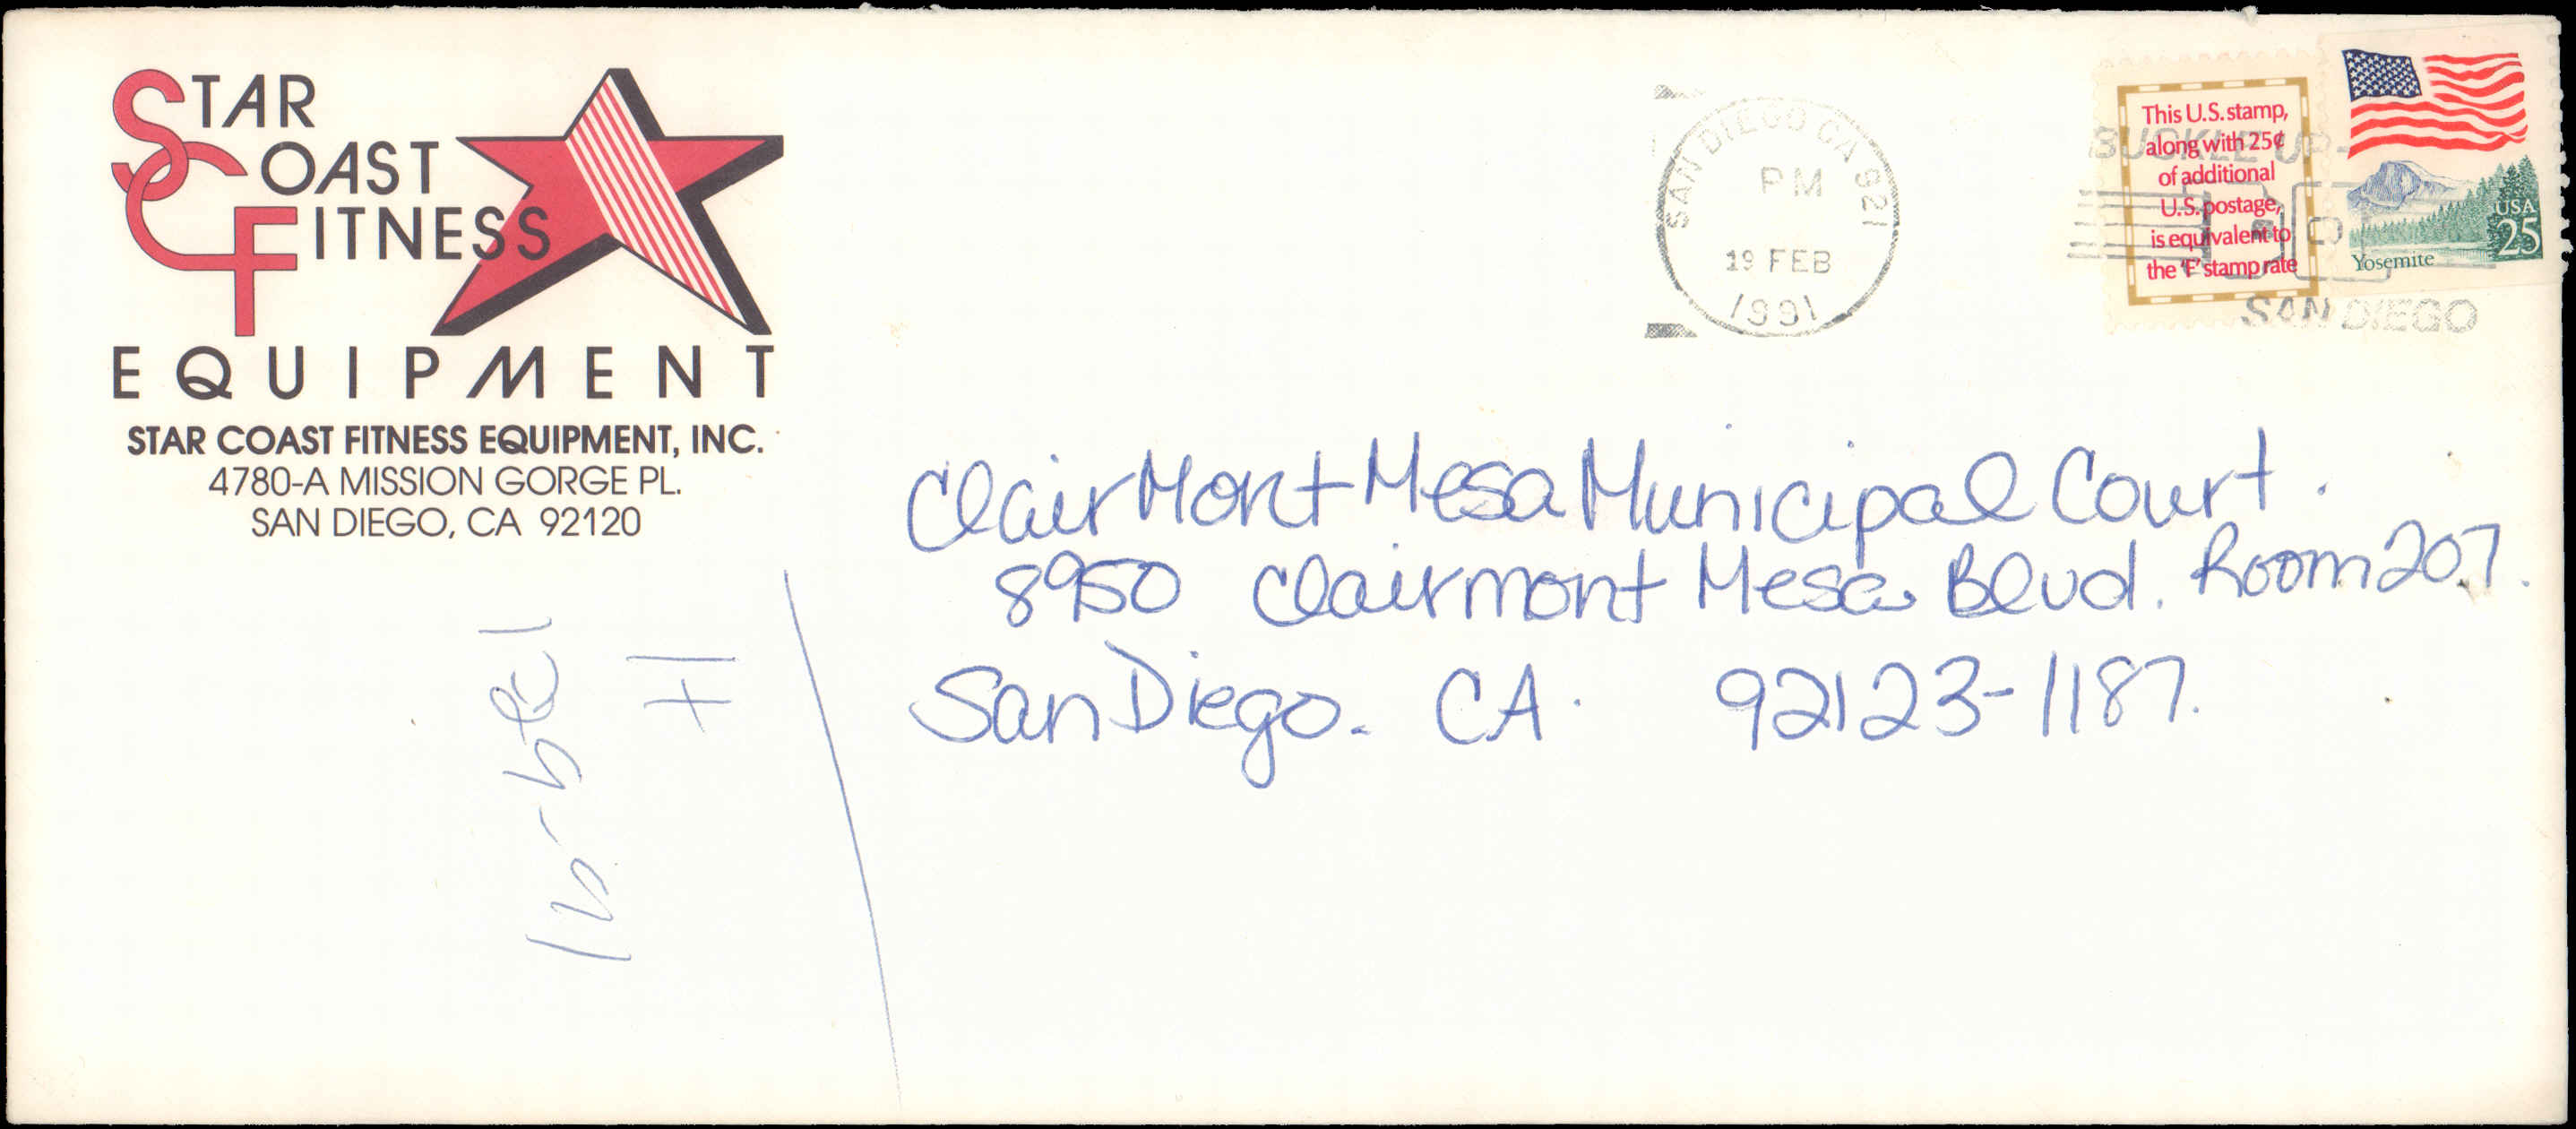 STAR
COAST
FITNESS
EQUIPMENT
STAR COAST FITNESS EQUIPMENT, INC.
4780-A MISSION GORGE PL.
SAN DIEGO, CA 92120
SAN DIEGO CA 921
PM
19 FEB
1991
BUCKLE UP-
SAN DIEGO
This U.S. stamp,
along with 25¢
of additional
U.S. postage,
is equivalent to
the 'F' stamp rate
USA
25
Yosemite
ClairMont Mesa Municipal Court.
8950 Clairmont Mesa Blvd. Room 207.
San Diego. CA. 92123-1187.